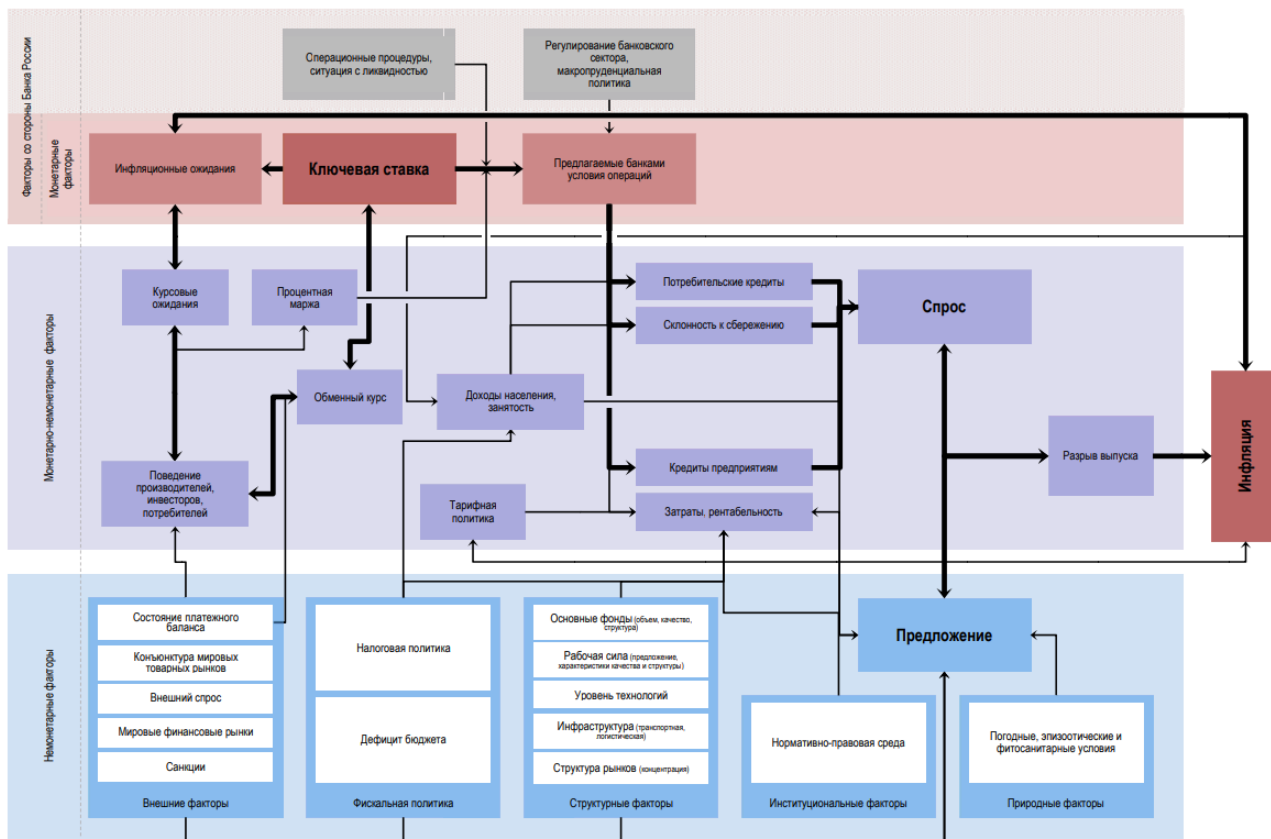 Факторы со стороны Банка России
Операционные процедуры,
ситуация с ликвидностью
Регулирование банковского
сектора,
макропруденциальная
политика
Монетарные
факторы
Инфляционные ожидания
Ключевая ставка
Предлагаемые банками
условия операций
Монетарно-немонетарные факторы
Курсовые
ожидания
Процентная
маржа
Потребительские кредиты
Склонность к сбережению
Спрос
Обменный курс
Доходы населения,
занятость
Инфляция
Поведение
производителей,
инвесторов,
потребителей
Кредиты предприятиям
Разрыв выпуска
Тарифная
политика
Затраты, рентабельность
Немонетарные факторы
Состояние платежного
баланса
Конъюнктура мировых
товарных рынков
Внешний спрос
Мировые финансовые рынки
Санкции
Внешние факторы
Налоговая политика
Дефицит бюджета
Фискальная политика
Основные фонды (объем, качество,
структура)
Рабочая сила (предложение,
характеристики качества и структуры)
Уровень технологий
Инфраструктура (транспортная,
логистическая)
Структура рынков (концентрация)
Структурные факторы
Предложение
Нормативно-правовая среда
Институциональные факторы
Погодные, эпизоотические и
фитосанитарные условия
Природные факторы